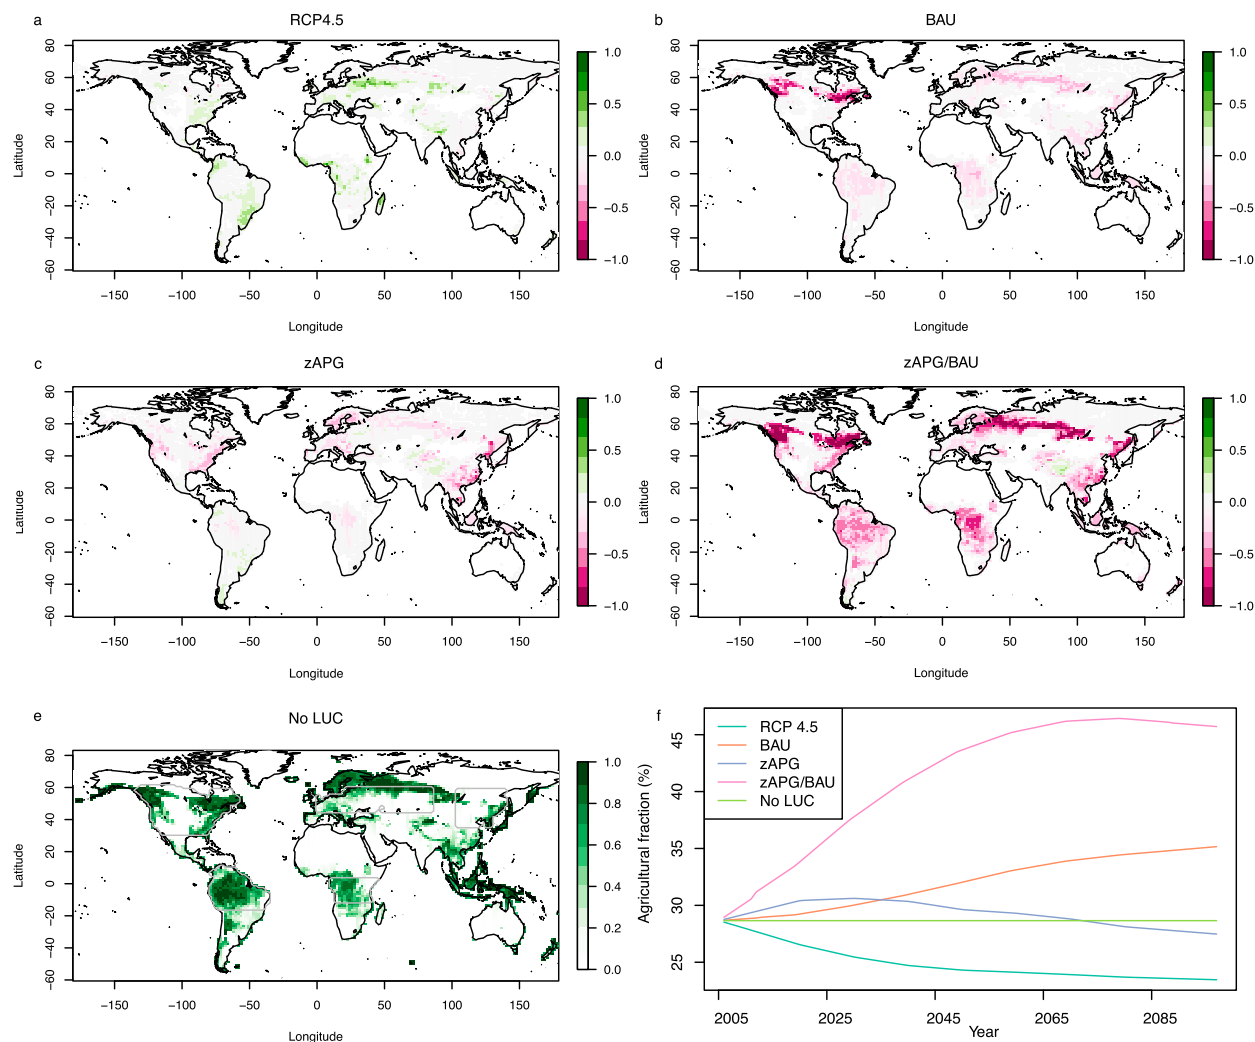 a RCP4.5
80
60
40
20
0
−20
−40
−60
Latitude
−150 −100 −50 0 50 100 150
Longitude
1.0
0.5
0.0
−0.5
−1.0
b BAU
80
60
40
20
0
−20
−40
−60
Latitude
−150 −100 −50 0 50 100 150
Longitude
1.0
0.5
0.0
−0.5
−1.0
c zAPG
80
60
40
20
0
−20
−40
−60
Latitude
−150 −100 −50 0 50 100 150
Longitude
1.0
0.5
0.0
−0.5
−1.0
d zAPG/BAU
80
60
40
20
0
−20
−40
−60
Latitude
−150 −100 −50 0 50 100 150
Longitude
1.0
0.5
0.0
−0.5
−1.0
e No LUC
80
60
40
20
0
−20
−40
−60
Latitude
−150 −100 −50 0 50 100 150
Longitude
1.0
0.8
0.6
0.4
0.2
0.0
f
RCP 4.5
BAU
zAPG
zAPG/BAU
No LUC
45
40
35
30
25
Agricultural fraction (%)
2005 2025 2045 2065 2085
Year